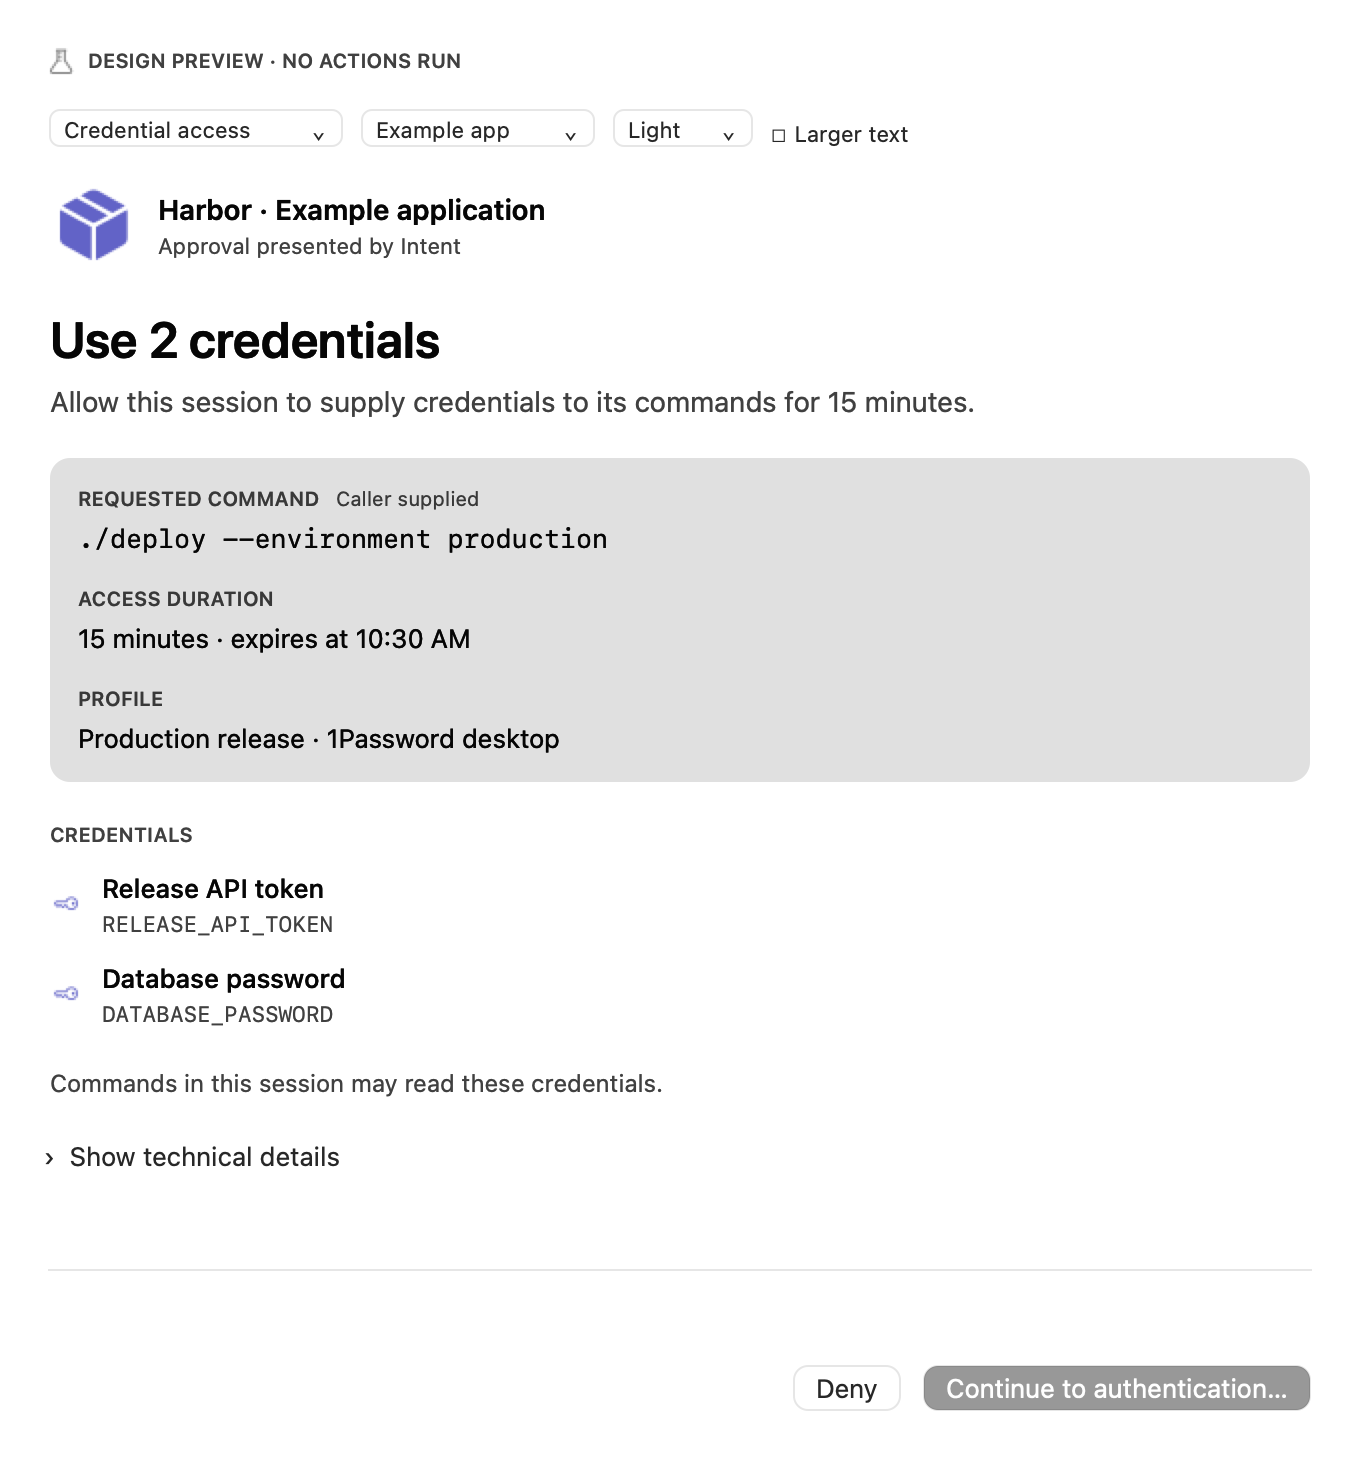 DESIGN PREVIEW · NO ACTIONS RUN
Credential access Example app Light Larger text
Harbor · Example application
Approval presented by Intent
Use 2 credentials
Allow this session to supply credentials to its commands for 15 minutes.
REQUESTED COMMAND Caller supplied
./deploy --environment production
ACCESS DURATION
15 minutes · expires at 10:30 AM
PROFILE
Production release · 1Password desktop
CREDENTIALS
Release API token
RELEASE_API_TOKEN
Database password
DATABASE_PASSWORD
Commands in this session may read these credentials.
Show technical details
Deny Continue to authentication...